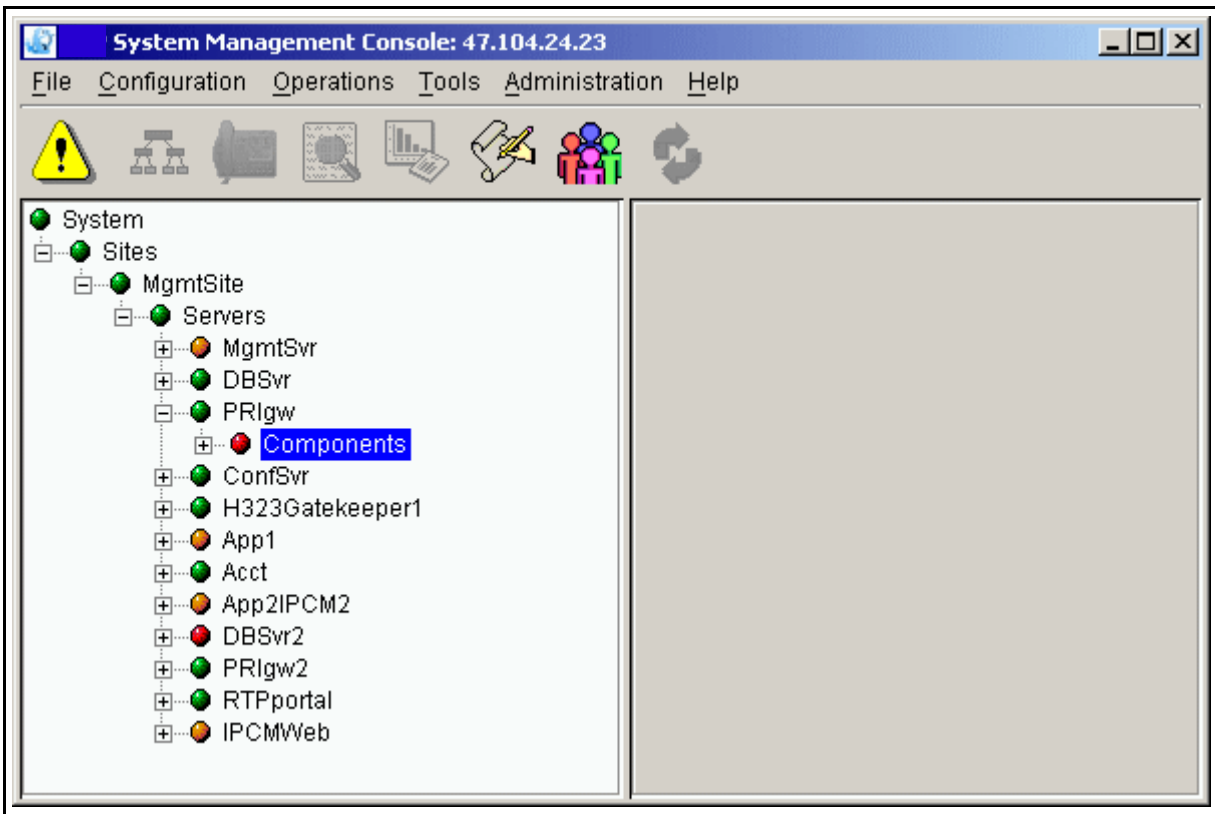 System Management Console: 47.104.24.23
File Configuration Operations Tools Administration Help
System
Sites
MgmtSite
Servers
MgmtSvr
DBSvr
PRIgw
Components
ConfSvr
H323Gatekeeper1
App1
Acct
App2IPCM2
DBSvr2
PRIgw2
RTPportal
IPCMWeb